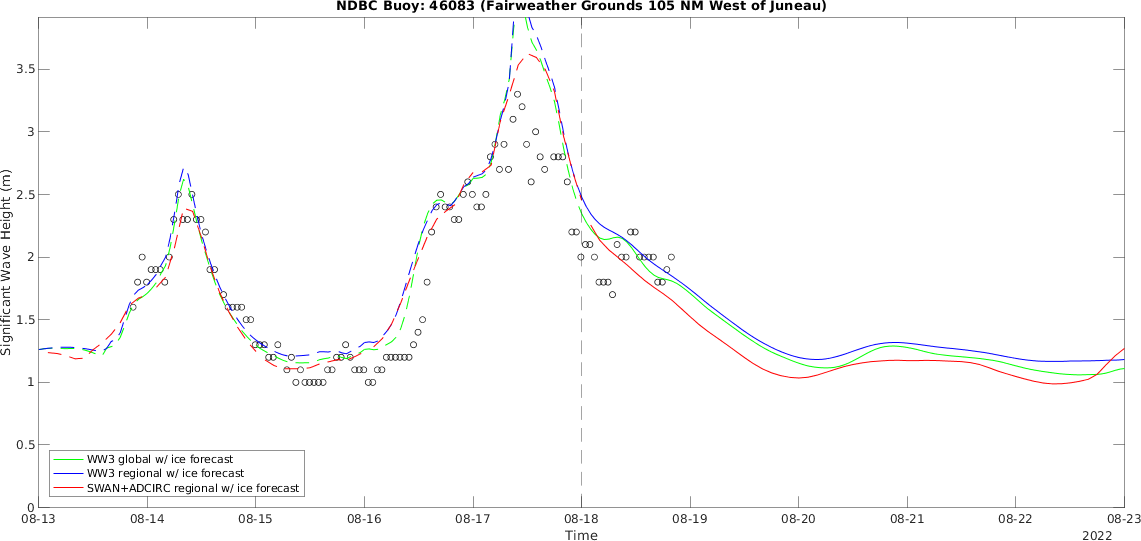 NDBC Buoy: 46083 (Fairweather Grounds 105 NM West of Juneau)
Significant Wave Height (m)
3.5
3
2.5
2
1.5
1
0.5
0
WW3 global w/ ice forecast
WW3 regional w/ ice forecast
SWAN+ADCIRC regional w/ ice forecast
08-13 08-14 08-15 08-16 08-17 08-18 08-19 08-20 08-21 08-22 08-23
Time
2022